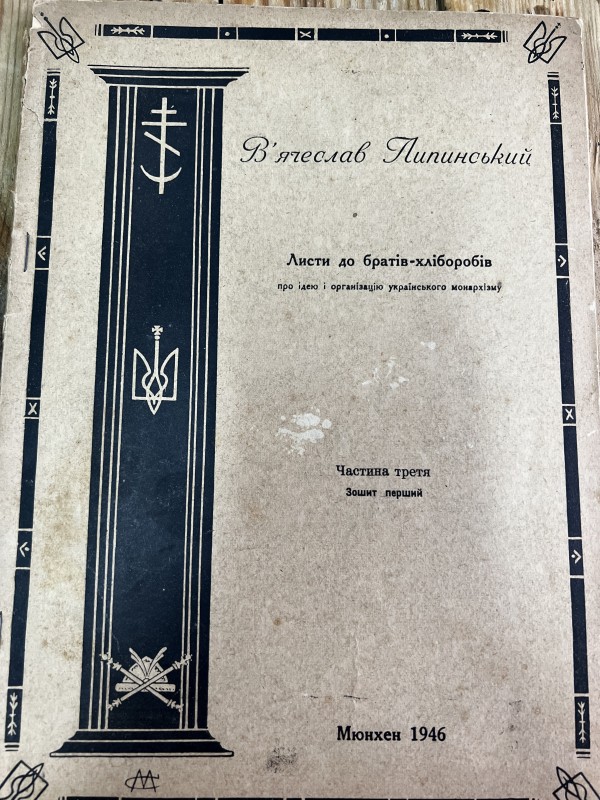 В'ячеслав Липинський
Листи до братів-хліборобів
про ідею і організацію українського монархізму
Частина третя
Зошит перший
Мюнхен 1946